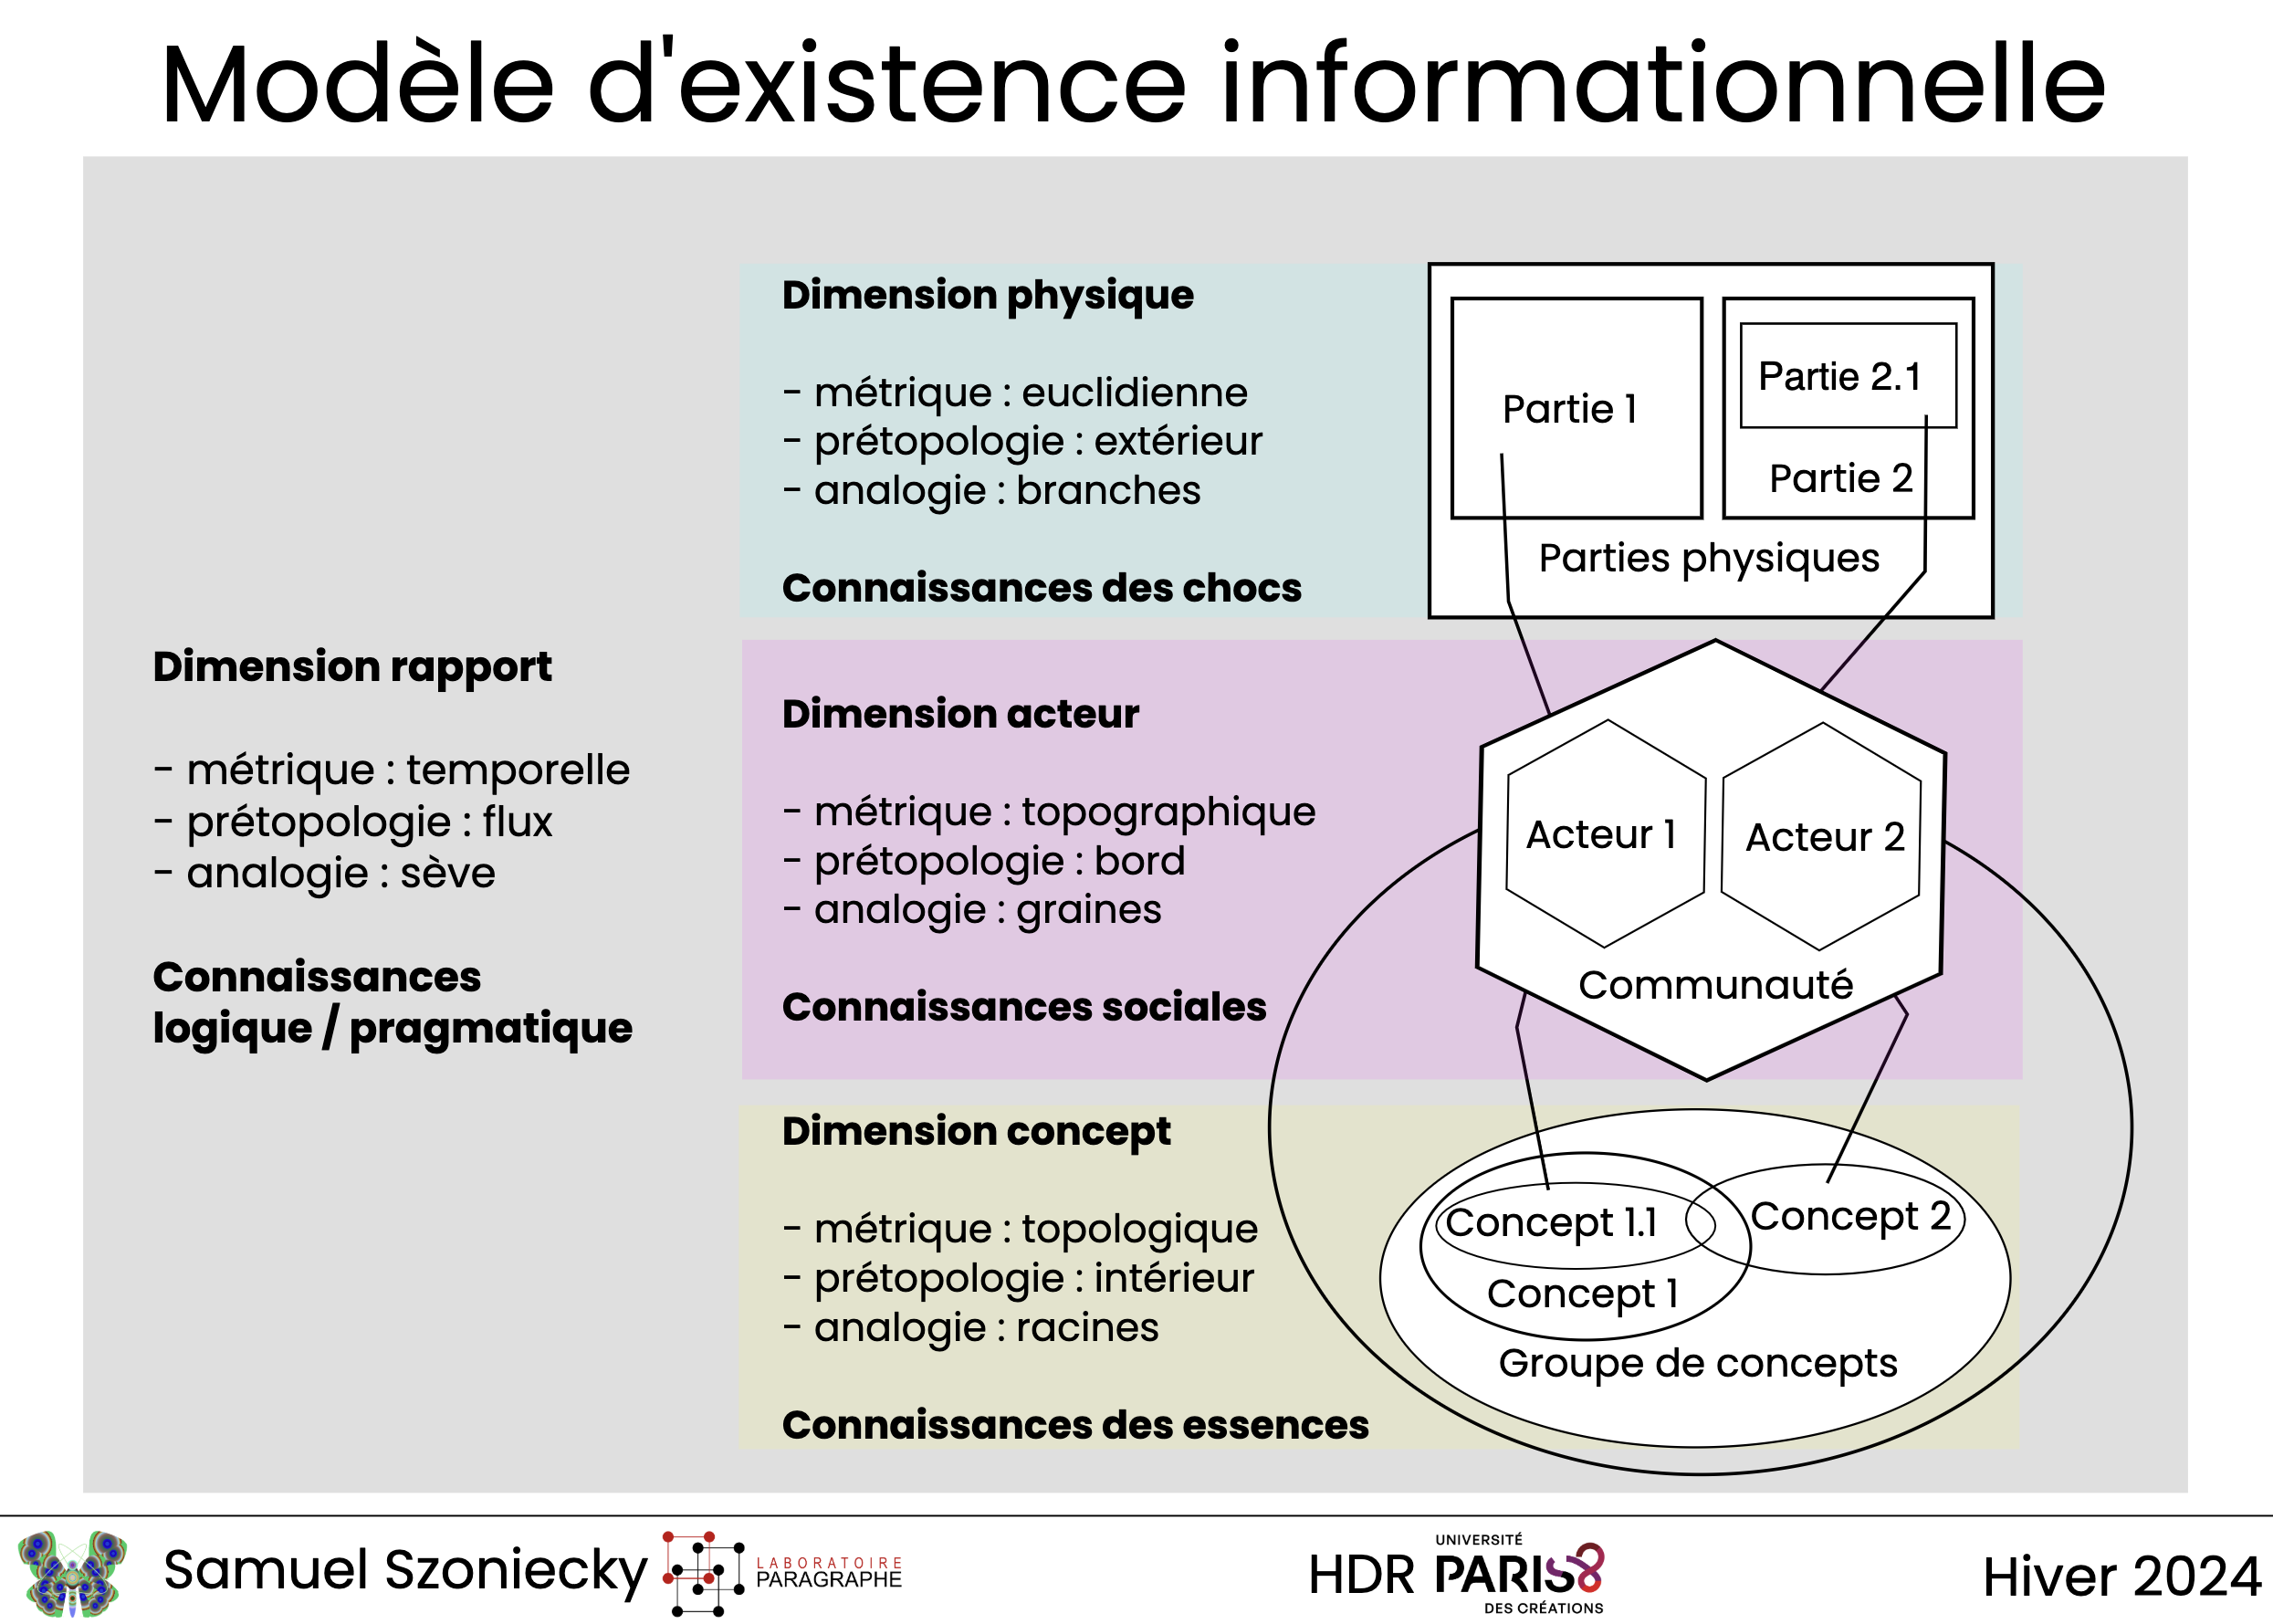 Modèle d'existence informationnelle
Dimension rapport
- métrique : temporelle
- prétopologie : flux
- analogie : sève
Connaissances
logique / pragmatique
Dimension physique
- métrique : euclidienne
- prétopologie : extérieur
- analogie : branches
Connaissances des chocs
Partie 1
Partie 2.1
Partie 2
Parties physiques
Dimension acteur
- métrique : topographique
- prétopologie : bord
- analogie : graines
Connaissances sociales
Acteur 1
Acteur 2
Communauté
Dimension concept
- métrique : topologique
- prétopologie : intérieur
- analogie : racines
Connaissances des essences
Concept 1.1
Concept 2
Concept 1
Groupe de concepts
Samuel Szoniecky
LABORATOIRE
PARAGRAPHE
HDR
UNIVERSITÉ
PARIS8
DES CRÉATIONS
Hiver 2024